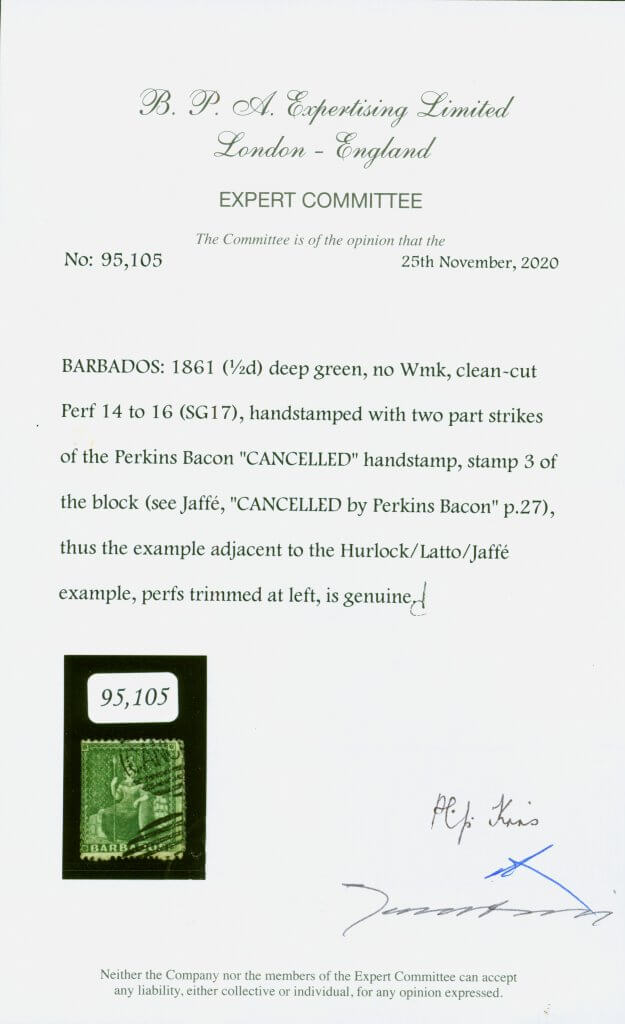 B. P. A. Expertising Limited
London - England
EXPERT COMMITTEE
The Committee is of the opinion that the
No: 95,105
25th November, 2020
BARBADOS: 1861 (½d) deep green, no Wmk, clean-cut
Perf 14 to 16 (SG17), handstamped with two part strikes
of the Perkins Bacon "CANCELLED" handstamp, stamp 3 of
the block (see Jaffé, "CANCELLED by Perkins Bacon" p.27),
thus the example adjacent to the Hurlock/Latto/Jaffé
example, perfs trimmed at left, is genuine.
95,105
BARBADOS
Neither the Company nor the members of the Expert Committee can accept
any liability, either collective or individual, for any opinion expressed.